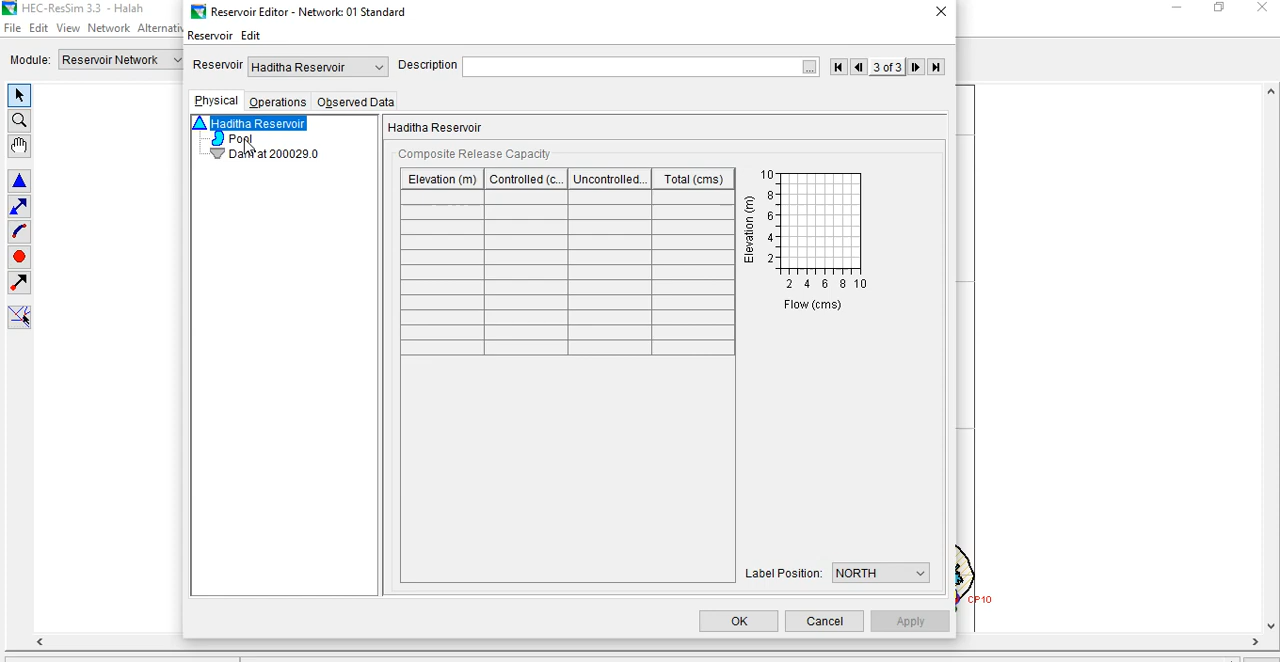 HEC-ResSim 3.3 - Halah
Reservoir Editor - Network: 01 Standard
File Edit View Network
Reservoir Edit
Module: Reservoir Network
Reservoir Haditha Reservoir Description ... 3 of 3
Physical Operations Observed Data
Haditha Reservoir
Pool
Dam at 200029.0
Haditha Reservoir
Composite Release Capacity
Elevation (m) Controlled (c... Uncontrolled... Total (cms)
10
8
6
4
2
Elevation (m)
2 4 6 8 10
Flow (cms)
Label Position: NORTH
CP10
OK Cancel Apply